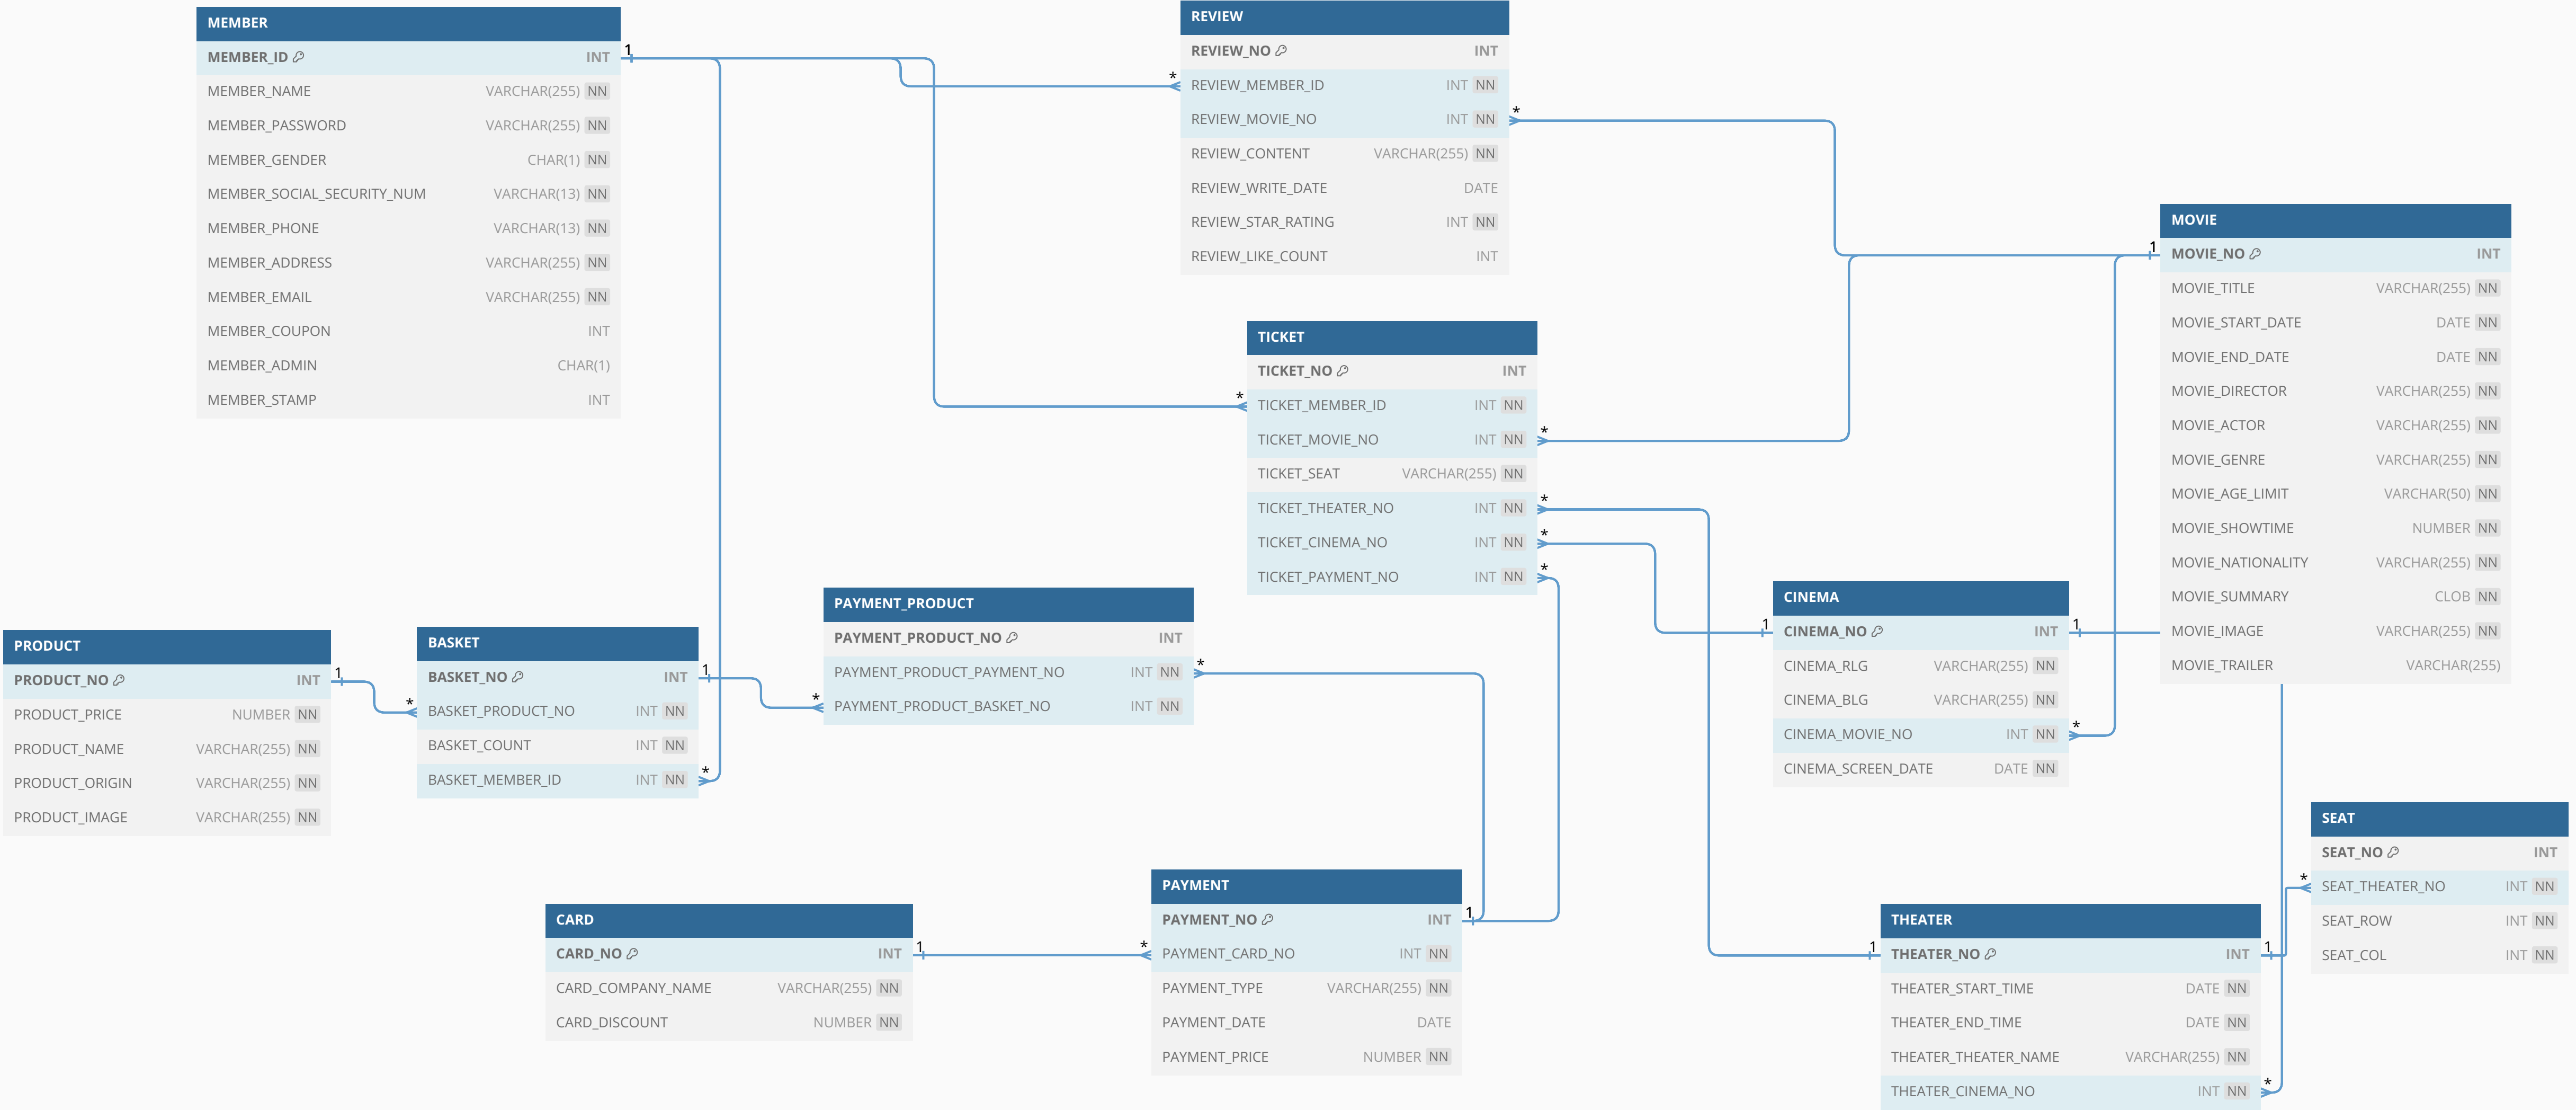 MEMBER
MEMBER_ID INT
MEMBER_NAME VARCHAR(255) NN
MEMBER_PASSWORD VARCHAR(255) NN
MEMBER_GENDER CHAR(1) NN
MEMBER_SOCIAL_SECURITY_NUM VARCHAR(13) NN
MEMBER_PHONE VARCHAR(13) NN
MEMBER_ADDRESS VARCHAR(255) NN
MEMBER_EMAIL VARCHAR(255) NN
MEMBER_COUPON INT
MEMBER_ADMIN CHAR(1)
MEMBER_STAMP INT
1
REVIEW
REVIEW_NO INT
* REVIEW_MEMBER_ID INT NN
REVIEW_MOVIE_NO INT NN *
REVIEW_CONTENT VARCHAR(255) NN
REVIEW_WRITE_DATE DATE
REVIEW_STAR_RATING INT NN
REVIEW_LIKE_COUNT INT
MOVIE
1 MOVIE_NO INT
MOVIE_TITLE VARCHAR(255) NN
MOVIE_START_DATE DATE NN
MOVIE_END_DATE DATE NN
MOVIE_DIRECTOR VARCHAR(255) NN
MOVIE_ACTOR VARCHAR(255) NN
MOVIE_GENRE VARCHAR(255) NN
MOVIE_AGE_LIMIT VARCHAR(50) NN
MOVIE_SHOWTIME NUMBER NN
MOVIE_NATIONALITY VARCHAR(255) NN
MOVIE_SUMMARY CLOB NN
MOVIE_IMAGE VARCHAR(255) NN
MOVIE_TRAILER VARCHAR(255)
TICKET
TICKET_NO INT
* TICKET_MEMBER_ID INT NN
TICKET_MOVIE_NO INT NN *
TICKET_SEAT VARCHAR(255) NN
TICKET_THEATER_NO INT NN *
TICKET_CINEMA_NO INT NN *
TICKET_PAYMENT_NO INT NN *
PRODUCT
PRODUCT_NO INT 1
PRODUCT_PRICE NUMBER NN
PRODUCT_NAME VARCHAR(255) NN
PRODUCT_ORIGIN VARCHAR(255) NN
PRODUCT_IMAGE VARCHAR(255) NN
BASKET
BASKET_NO INT 1
* BASKET_PRODUCT_NO INT NN
BASKET_COUNT INT NN
BASKET_MEMBER_ID INT NN *
PAYMENT_PRODUCT
PAYMENT_PRODUCT_NO INT
PAYMENT_PRODUCT_PAYMENT_NO INT NN *
* PAYMENT_PRODUCT_BASKET_NO INT NN
CINEMA
1 CINEMA_NO INT 1
CINEMA_RLG VARCHAR(255) NN
CINEMA_BLG VARCHAR(255) NN
CINEMA_MOVIE_NO INT NN *
CINEMA_SCREEN_DATE DATE NN
CARD
CARD_NO INT 1
CARD_COMPANY_NAME VARCHAR(255) NN
CARD_DISCOUNT NUMBER NN
PAYMENT
PAYMENT_NO INT 1
* PAYMENT_CARD_NO INT NN
PAYMENT_TYPE VARCHAR(255) NN
PAYMENT_DATE DATE
PAYMENT_PRICE NUMBER NN
THEATER
1 THEATER_NO INT 1
THEATER_START_TIME DATE NN
THEATER_END_TIME DATE NN
THEATER_THEATER_NAME VARCHAR(255) NN
THEATER_CINEMA_NO INT NN *
SEAT
SEAT_NO INT
* SEAT_THEATER_NO INT NN
SEAT_ROW INT NN
SEAT_COL INT NN